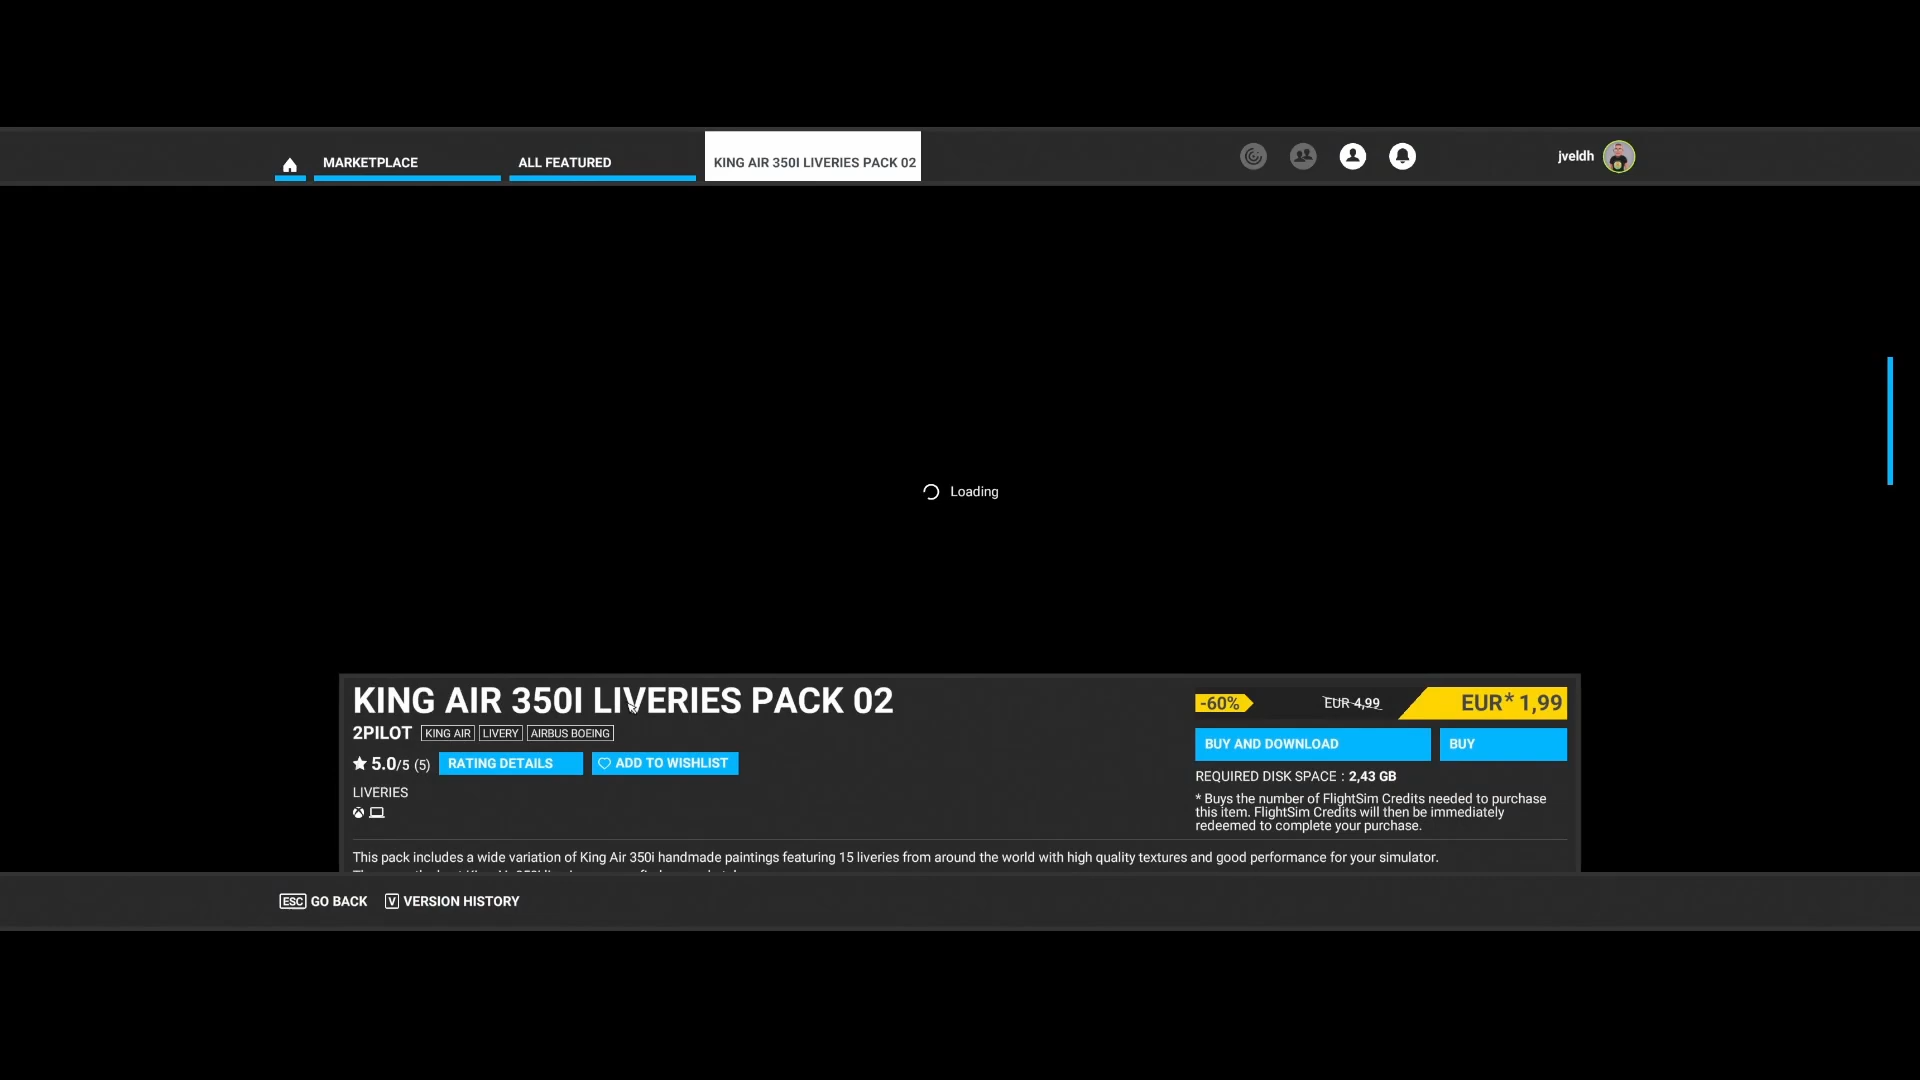 MARKETPLACE
ALL FEATURED
KING AIR 350I LIVERIES PACK 02
jveldh
Loading
KING AIR 350I LIVERIES PACK 02
2PILOT KING AIR LIVERY AIRBUS BOEING
5.0/5 (5) RATING DETAILS ADD TO WISHLIST
LIVERIES
-60% EUR 4,99 EUR* 1,99
BUY AND DOWNLOAD BUY
REQUIRED DISK SPACE : 2,43 GB
* Buys the number of FlightSim Credits needed to purchase
this item. FlightSim Credits will then be immediately
redeemed to complete your purchase.
This pack includes a wide variation of King Air 350i handmade paintings featuring 15 liveries from around the world with high quality textures and good performance for your simulator.
ESC GO BACK V VERSION HISTORY